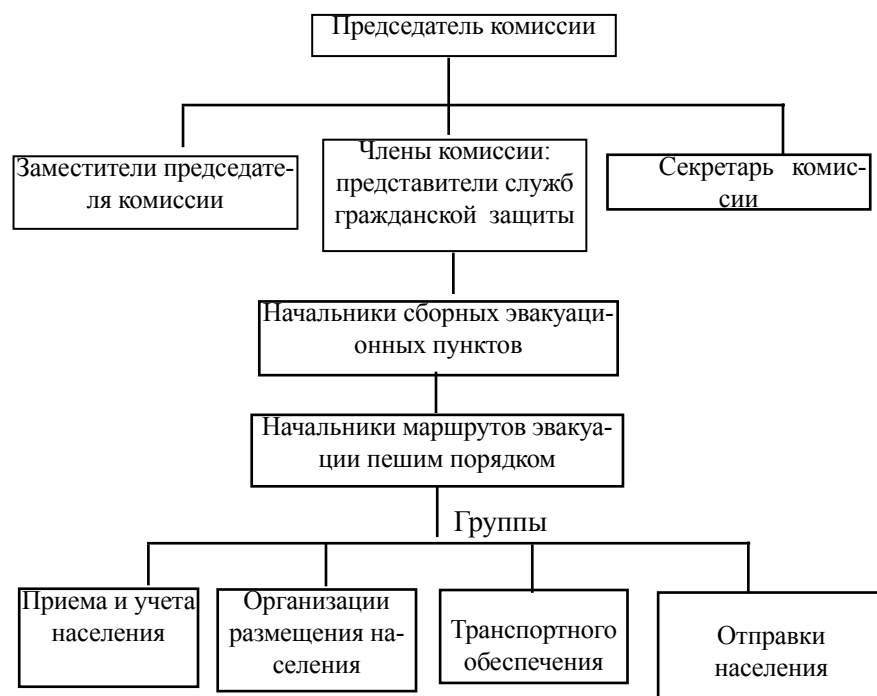 Председатель комиссии
Заместители председате-
ля комиссии
Члены комиссии:
представители служб
гражданской защиты
Секретарь комис-
сии
Начальники сборных эвакуаци-
онных пунктов
Начальники маршрутов эвакуа-
ции пешим порядком
Группы
Приема и учета
населения
Организации
размещения на-
селения
Транспортного
обеспечения
Отправки
населения